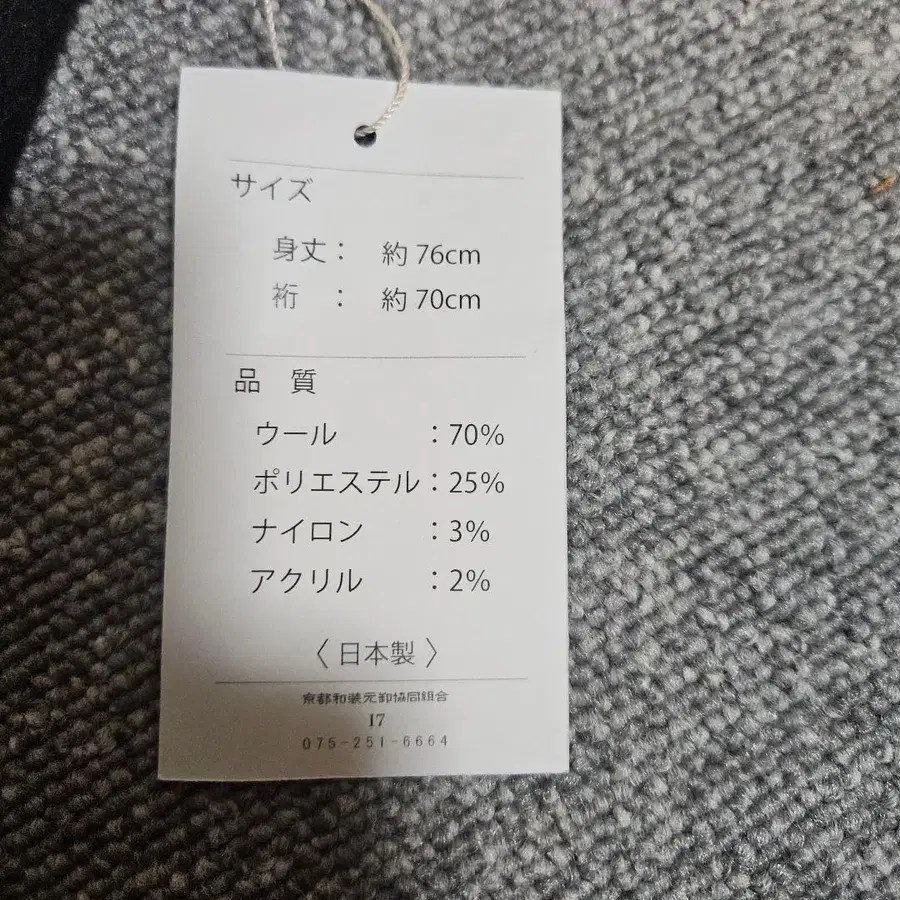 サイズ
身丈： 約 76cm
裄 ： 約 70cm
品 質
ウール ：70%
ポリエステル：25%
ナイロン ：3%
アクリル ：2%
〈 日本製 〉
京都和装元卸協同組合
17
075-251-6664